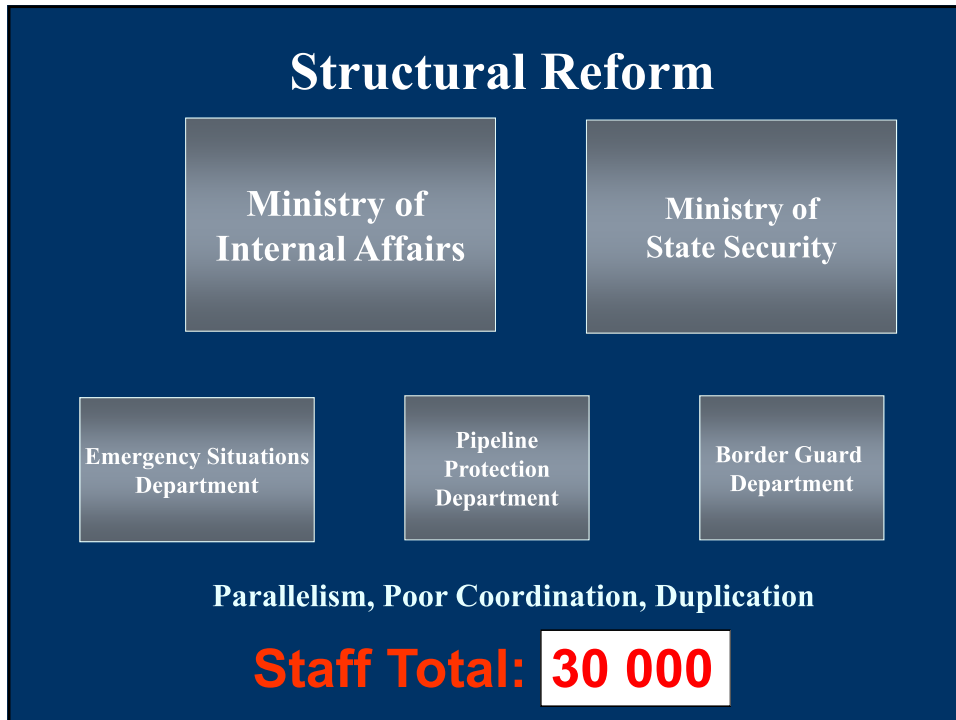 Structural Reform
Ministry of
Internal Affairs
Ministry of
State Security
Emergency Situations
Department
Pipeline
Protection
Department
Border Guard
Department
Parallelism, Poor Coordination, Duplication
Staff Total: 30 000